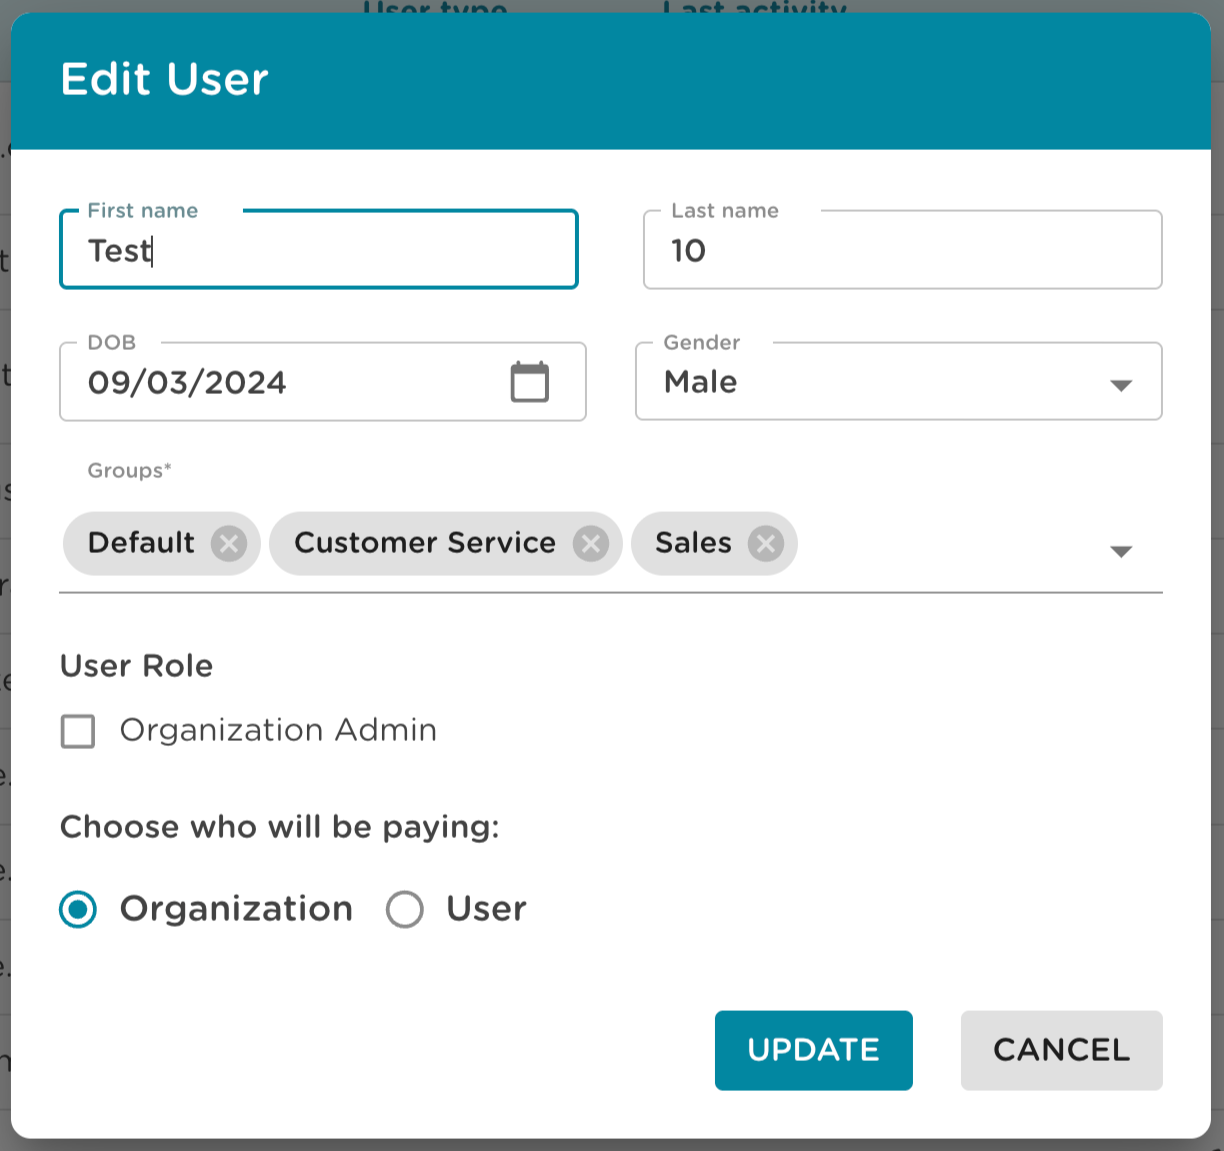 User type Last activity
Edit User
First name Last name
Test 10
DOB Gender
09/03/2024 Male
Groups*
Default Customer Service Sales
User Role
Organization Admin
Choose who will be paying:
Organization User
UPDATE CANCEL